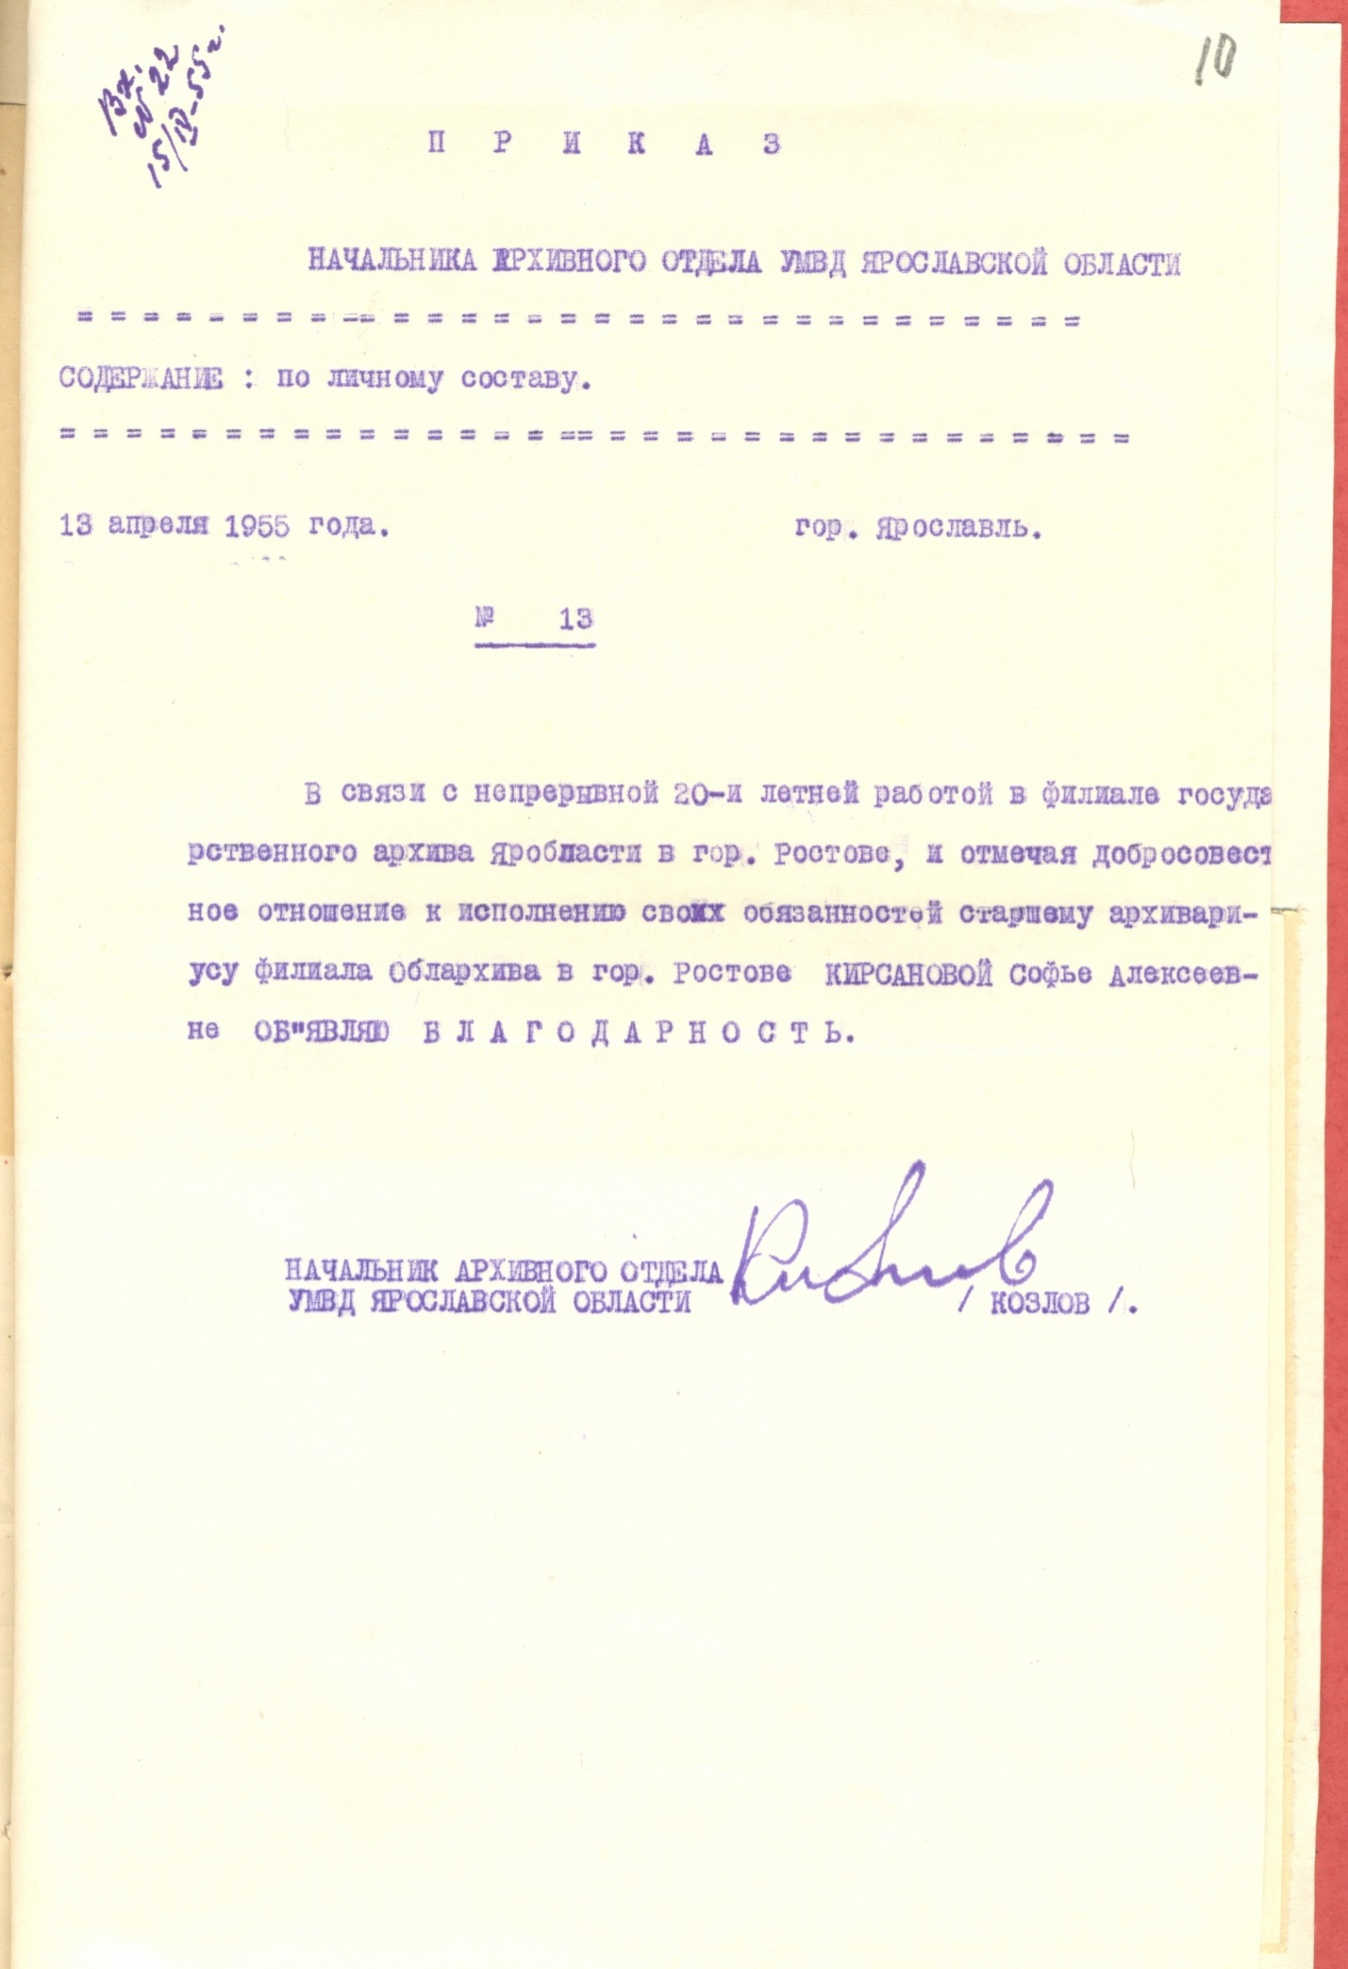 Вх.
№ 22
15/IV-55 г.
10
П Р И К А З
НАЧАЛЬНИКА АРХИВНОГО ОТДЕЛА УМВД ЯРОСЛАВСКОЙ ОБЛАСТИ
= = = = = = = = = = = = = = = = = = = = = = = = = = = = = =
СОДЕРЖАНИЕ : по личному составу.
= = = = = = = = = = = = = = = = = = = = = = = = = = = = = = = =
13 апреля 1955 года. гор. Ярославль.
№ 13
В связи с непрерывной 20-и летней работой в филиале госуда
рственного архива Яробласти в гор. Ростове, и отмечая добросовест
ное отношение к исполнению своих обязанностей старшему архивари-
усу филиала Облархива в гор. Ростове КИРСАНОВОЙ Софье Алексеев-
не ОБ"ЯВЛЯЮ Б Л А Г О Д А Р Н О С Т Ь.
НАЧАЛЬНИК АРХИВНОГО ОТДЕЛА
УМВД ЯРОСЛАВСКОЙ ОБЛАСТИ / КОЗЛОВ /.